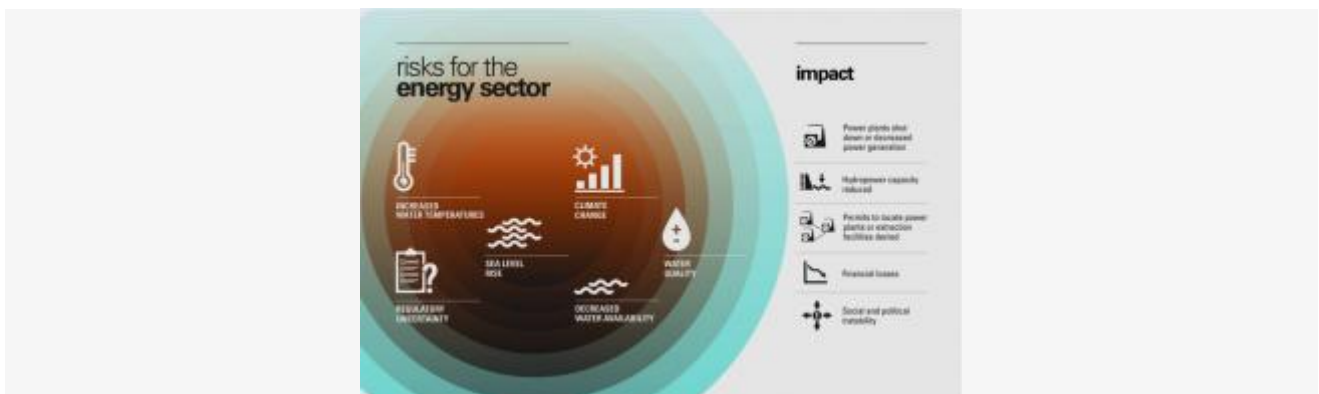 risks for the
energy sector
INCREASED
WATER TEMPERATURES
CLIMATE
CHANGE
SEA LEVEL
RISE
WATER
QUALITY
REGULATORY
UNCERTAINTY
DECREASED
WATER AVAILABILITY
impact
Power plants shut
down or decreased
power generation
Hydropower capacity
reduced
Permits to locate power
plants or extraction
facilities denied
Financial losses
Social and political
instability